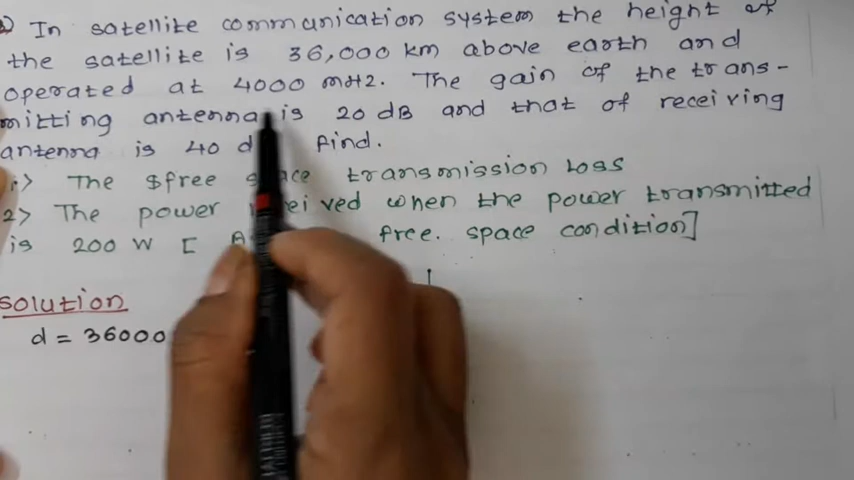 ) In satellite communication system the height of
the satellite is 36,000 km above earth and
operated at 4000 mHz. The gain of the trans-
mitting antenna is 20 dB and that of receiving
antenna is 40 d find.
1.> The $free transmission Loss
2> The power when the power transmitted
is 200 W [ free. space condition]
solution
d = 36000